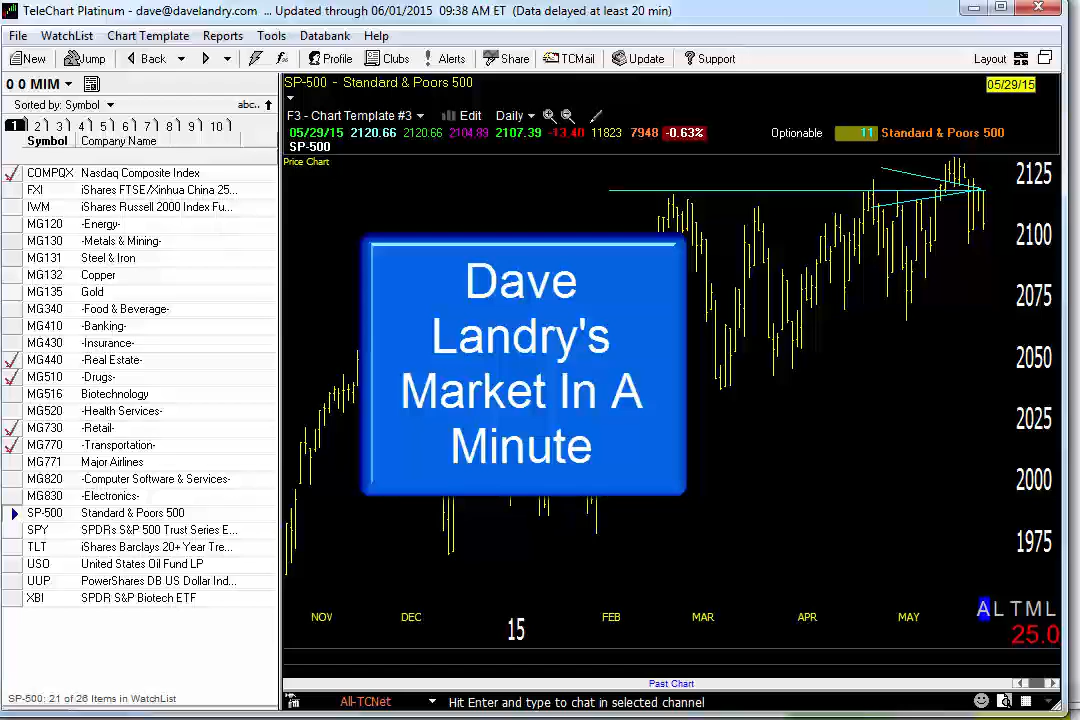 TeleChart Platinum - dave@davelandry.com ... Updated through 06/01/2015 09:38 AM ET (Data delayed at least 20 min)
File WatchList Chart Template Reports Tools Databank Help
New Jump Back Profile Clubs Alerts Share TCMail Update Support Layout
0 0 MIM
Sorted by: Symbol abc..
1 2 3 4 5 6 7 8 9 10
Symbol Company Name
COMPQX Nasdaq Composite Index
FXI iShares FTSE/Xinhua China 25...
IWM iShares Russell 2000 Index Fu...
MG120 -Energy-
MG130 -Metals & Mining-
MG131 Steel & Iron
MG132 Copper
MG135 Gold
MG340 -Food & Beverage-
MG410 -Banking-
MG430 -Insurance-
MG440 -Real Estate-
MG510 -Drugs-
MG516 Biotechnology
MG520 -Health Services-
MG730 -Retail-
MG770 -Transportation-
MG771 Major Airlines
MG820 -Computer Software & Services-
MG830 -Electronics-
SP-500 Standard & Poors 500
SPY SPDRs S&P 500 Trust Series E...
TLT iShares Barclays 20+ Year Tre...
USO United States Oil Fund LP
UUP PowerShares DB US Dollar Ind...
XBI SPDR S&P Biotech ETF
SP-500: 21 of 26 Items in WatchList
SP-500 - Standard & Poors 500
05/29/15
F3 - Chart Template #3 Edit Daily
05/29/15 2120.66 2120.66 2104.89 2107.39 -13.40 11823 7948 -0.63% Optionable 11 Standard & Poors 500
SP-500
Price Chart
2125
2100
2075
2050
2025
2000
1975
Dave
Landry's
Market In A
Minute
NOV DEC 15 FEB MAR APR MAY
A L T M L
25.0
Past Chart
All-TCNet Hit Enter and type to chat in selected channel